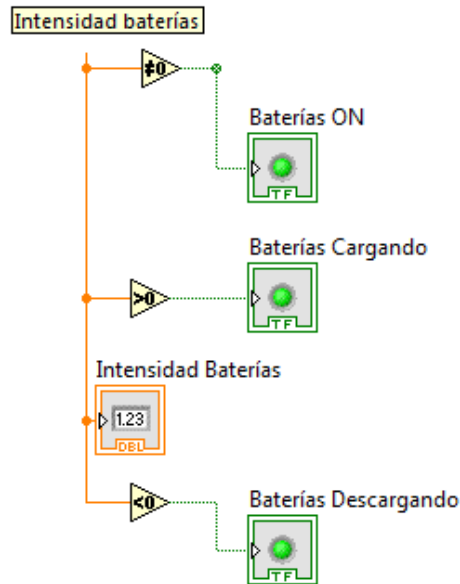 Intensidad baterías
≠0
Baterías ON
TF
Baterías Cargando
>0
TF
Intensidad Baterías
1.23
DBL
<0
Baterías Descargando
TF